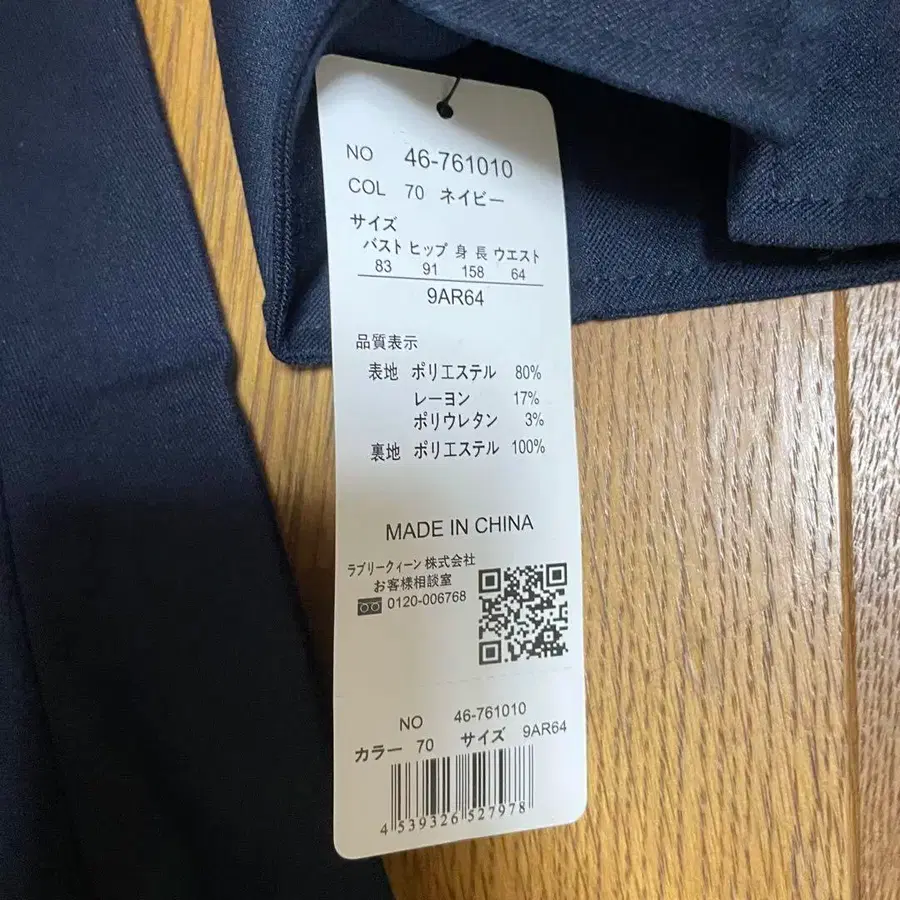 NO 46-761010
COL 70 ネイビー
サイズ
バスト ヒップ 身長 ウエスト
83 91 158 64
9AR64
品質表示
表地 ポリエステル 80%
レーヨン 17%
ポリウレタン 3%
裏地 ポリエステル 100%
MADE IN CHINA
ラブリークィーン 株式会社
お客様相談室
0120-006768
NO 46-761010
カラー 70 サイズ 9AR64
4 539326 527978